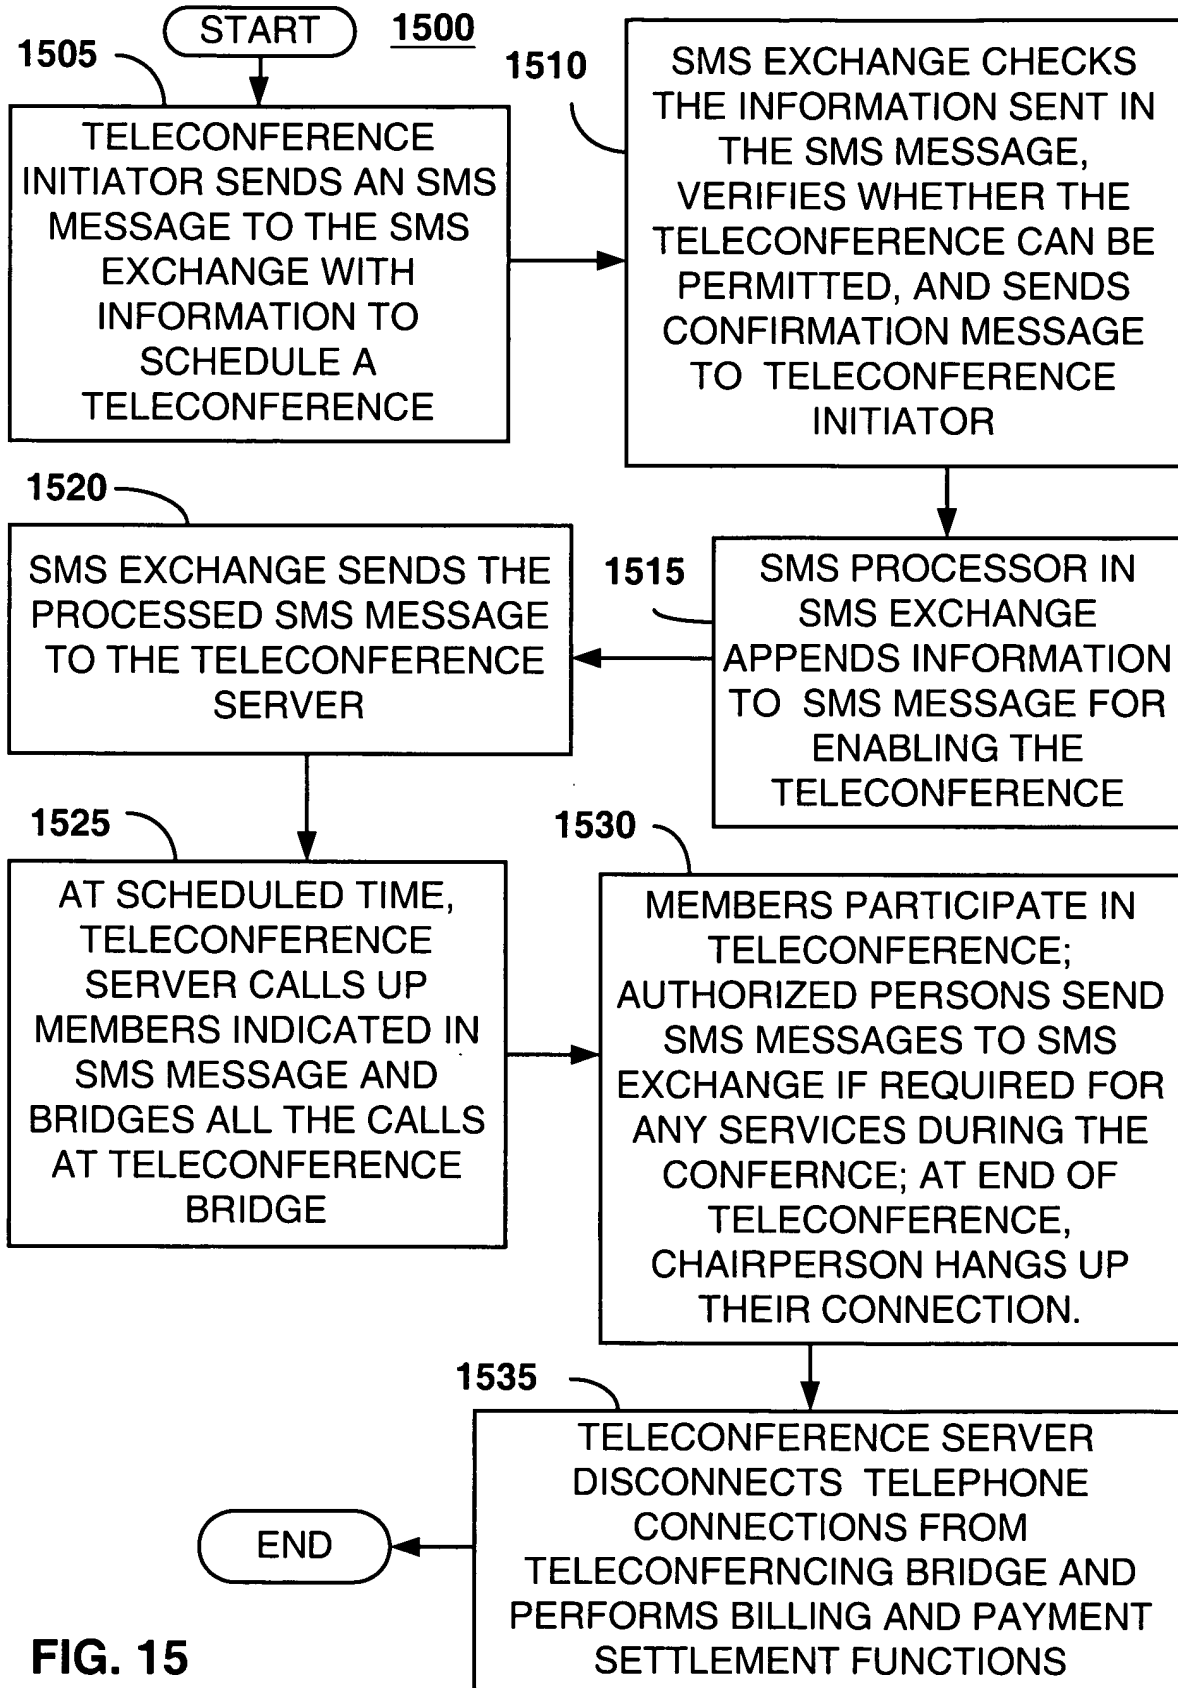 START
1500
1505
TELECONFERENCE
INITIATOR SENDS AN SMS
MESSAGE TO THE SMS
EXCHANGE WITH
INFORMATION TO
SCHEDULE A
TELECONFERENCE
1510
SMS EXCHANGE CHECKS
THE INFORMATION SENT IN
THE SMS MESSAGE,
VERIFIES WHETHER THE
TELECONFERENCE CAN BE
PERMITTED, AND SENDS
CONFIRMATION MESSAGE
TO TELECONFERENCE
INITIATOR
1515
SMS PROCESSOR IN
SMS EXCHANGE
APPENDS INFORMATION
TO SMS MESSAGE FOR
ENABLING THE
TELECONFERENCE
1520
SMS EXCHANGE SENDS THE
PROCESSED SMS MESSAGE
TO THE TELECONFERENCE
SERVER
1525
AT SCHEDULED TIME,
TELECONFERENCE
SERVER CALLS UP
MEMBERS INDICATED IN
SMS MESSAGE AND
BRIDGES ALL THE CALLS
AT TELECONFERENCE
BRIDGE
1530
MEMBERS PARTICIPATE IN
TELECONFERENCE;
AUTHORIZED PERSONS SEND
SMS MESSAGES TO SMS
EXCHANGE IF REQUIRED FOR
ANY SERVICES DURING THE
CONFERNCE; AT END OF
TELECONFERENCE,
CHAIRPERSON HANGS UP
THEIR CONNECTION.
1535
TELECONFERENCE SERVER
DISCONNECTS TELEPHONE
CONNECTIONS FROM
TELECONFERNCING BRIDGE AND
PERFORMS BILLING AND PAYMENT
SETTLEMENT FUNCTIONS
END
FIG. 15